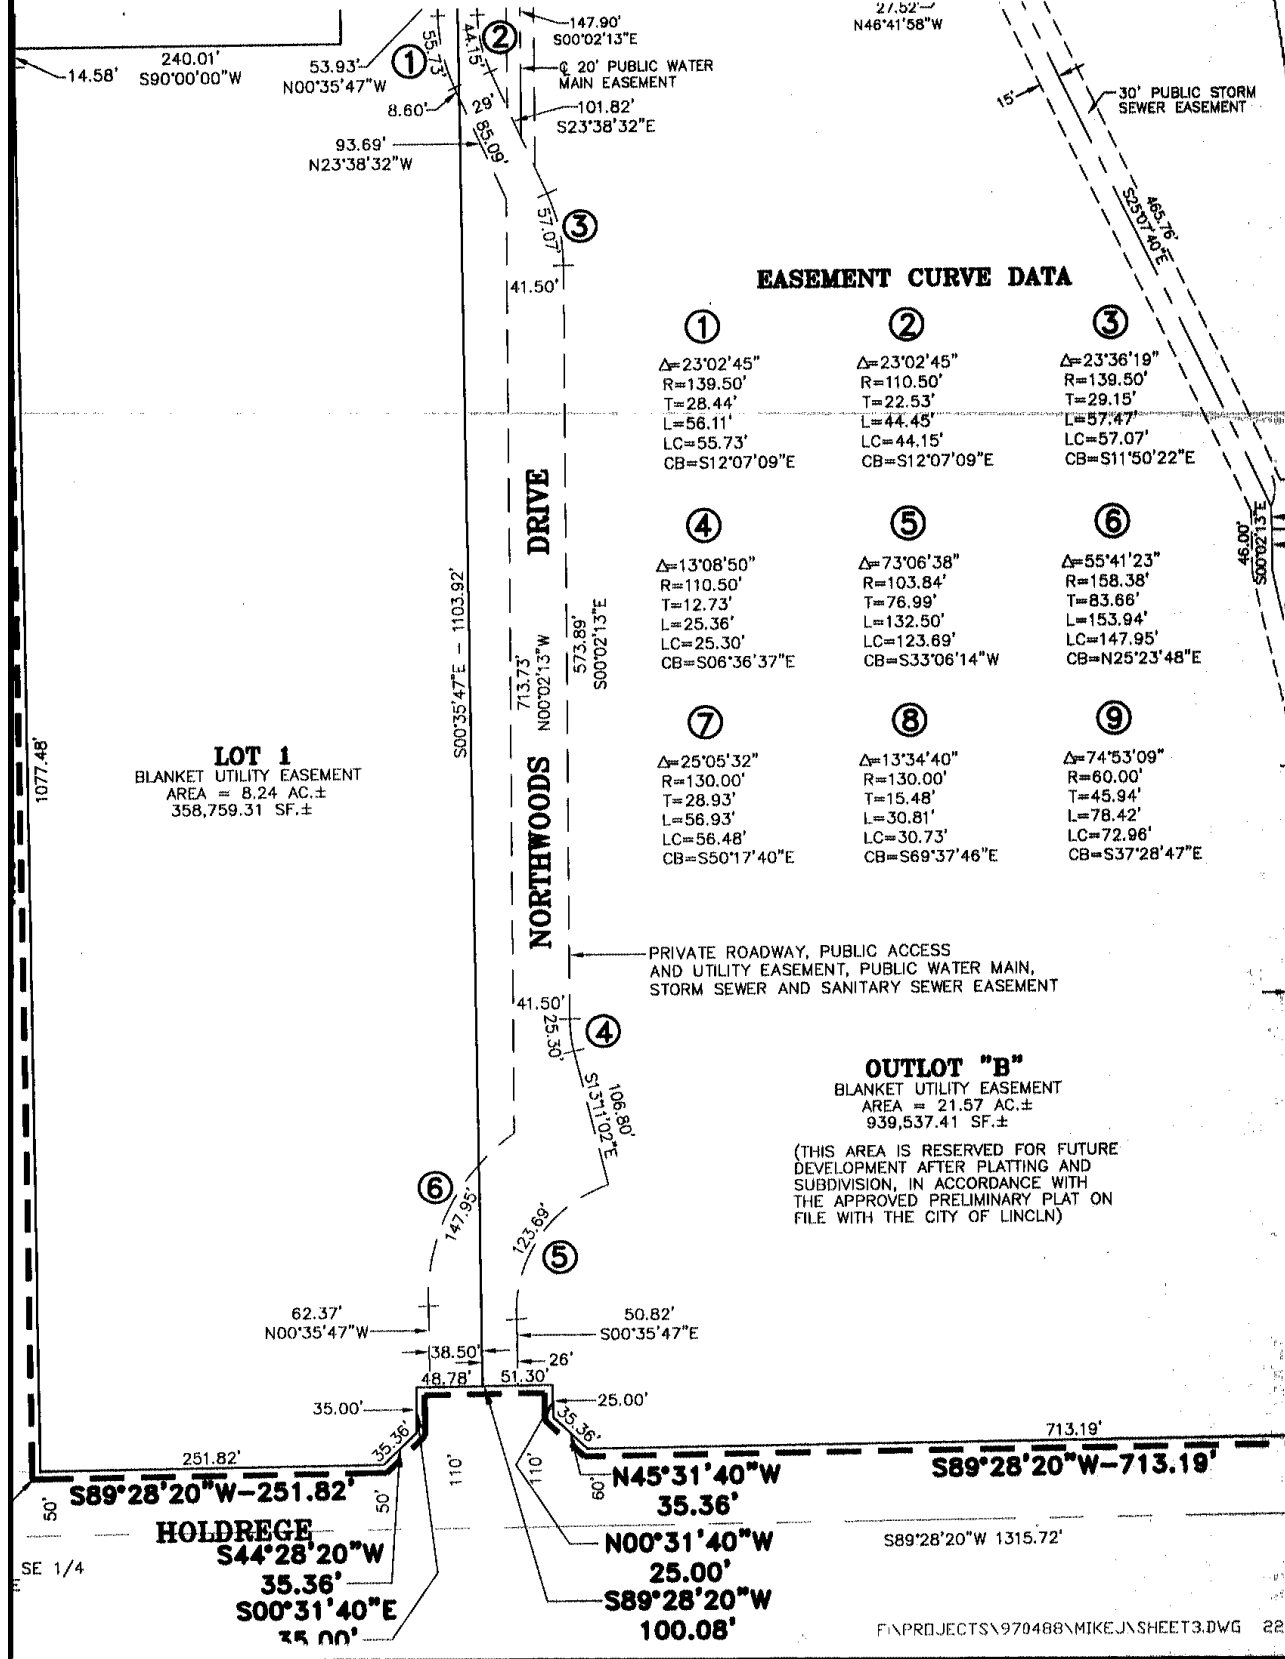 240.01'
S90°00'00"W
14.58'
53.93'
N00°35'47"W
8.60'
93.69'
N23°38'32"W
55.73'
①
44.15'
②
29'
85.09'
147.90'
S00°02'13"E
℄ 20' PUBLIC WATER
MAIN EASEMENT
101.82'
S23°38'32"E
27.52'
N46°41'58"W
15'
30' PUBLIC STORM
SEWER EASEMENT
465.76'
S25°07'40"E
46.00'
S00°02'13"E
57.07'
③
41.50'
EASEMENT CURVE DATA
①
Δ=23°02'45"
R=139.50'
T=28.44'
L=56.11'
LC=55.73'
CB=S12°07'09"E
②
Δ=23°02'45"
R=110.50'
T=22.53'
L=44.45'
LC=44.15'
CB=S12°07'09"E
③
Δ=23°36'19"
R=139.50'
T=29.15'
L=57.47'
LC=57.07'
CB=S11°50'22"E
④
Δ=13°08'50"
R=110.50'
T=12.73'
L=25.36'
LC=25.30'
CB=S06°36'37"E
⑤
Δ=73°06'38"
R=103.84'
T=76.99'
L=132.50'
LC=123.69'
CB=S33°06'14"W
⑥
Δ=55°41'23"
R=158.38'
T=83.66'
L=153.94'
LC=147.95'
CB=N25°23'48"E
⑦
Δ=25°05'32"
R=130.00'
T=28.93'
L=56.93'
LC=56.48'
CB=S50°17'40"E
⑧
Δ=13°34'40"
R=130.00'
T=15.48'
L=30.81'
LC=30.73'
CB=S69°37'46"E
⑨
Δ=74°53'09"
R=60.00'
T=45.94'
L=78.42'
LC=72.96'
CB=S37°28'47"E
NORTHWOODS DRIVE
S00°35'47"E - 1103.92'
713.73'
N00°02'13"W
573.89'
S00°02'13"E
1077.48'
LOT 1
BLANKET UTILITY EASEMENT
AREA = 8.24 AC.±
358,759.31 SF.±
PRIVATE ROADWAY, PUBLIC ACCESS
AND UTILITY EASEMENT, PUBLIC WATER MAIN,
STORM SEWER AND SANITARY SEWER EASEMENT
41.50'
25.30'
④
106.80'
S13°11'02"E
OUTLOT "B"
BLANKET UTILITY EASEMENT
AREA = 21.57 AC.±
939,537.41 SF.±
(THIS AREA IS RESERVED FOR FUTURE
DEVELOPMENT AFTER PLATTING AND
SUBDIVISION, IN ACCORDANCE WITH
THE APPROVED PRELIMINARY PLAT ON
FILE WITH THE CITY OF LINCLN)
⑥
147.95'
123.69'
⑤
62.37'
N00°35'47"W
50.82'
S00°35'47"E
38.50'
26'
48.78'
51.30'
35.00'
25.00'
35.36'
35.36'
251.82'
713.19'
S89°28'20"W-251.82'
N45°31'40"W
35.36'
S89°28'20"W-713.19'
50'
50'
110'
110'
60'
HOLDREGE
S44°28'20"W
35.36'
S00°31'40"E
35.00'
N00°31'40"W
25.00'
S89°28'20"W
100.08'
S89°28'20"W 1315.72'
SE 1/4
F:\PROJECTS\970488\MIKEJ\SHEET3.DWG 22